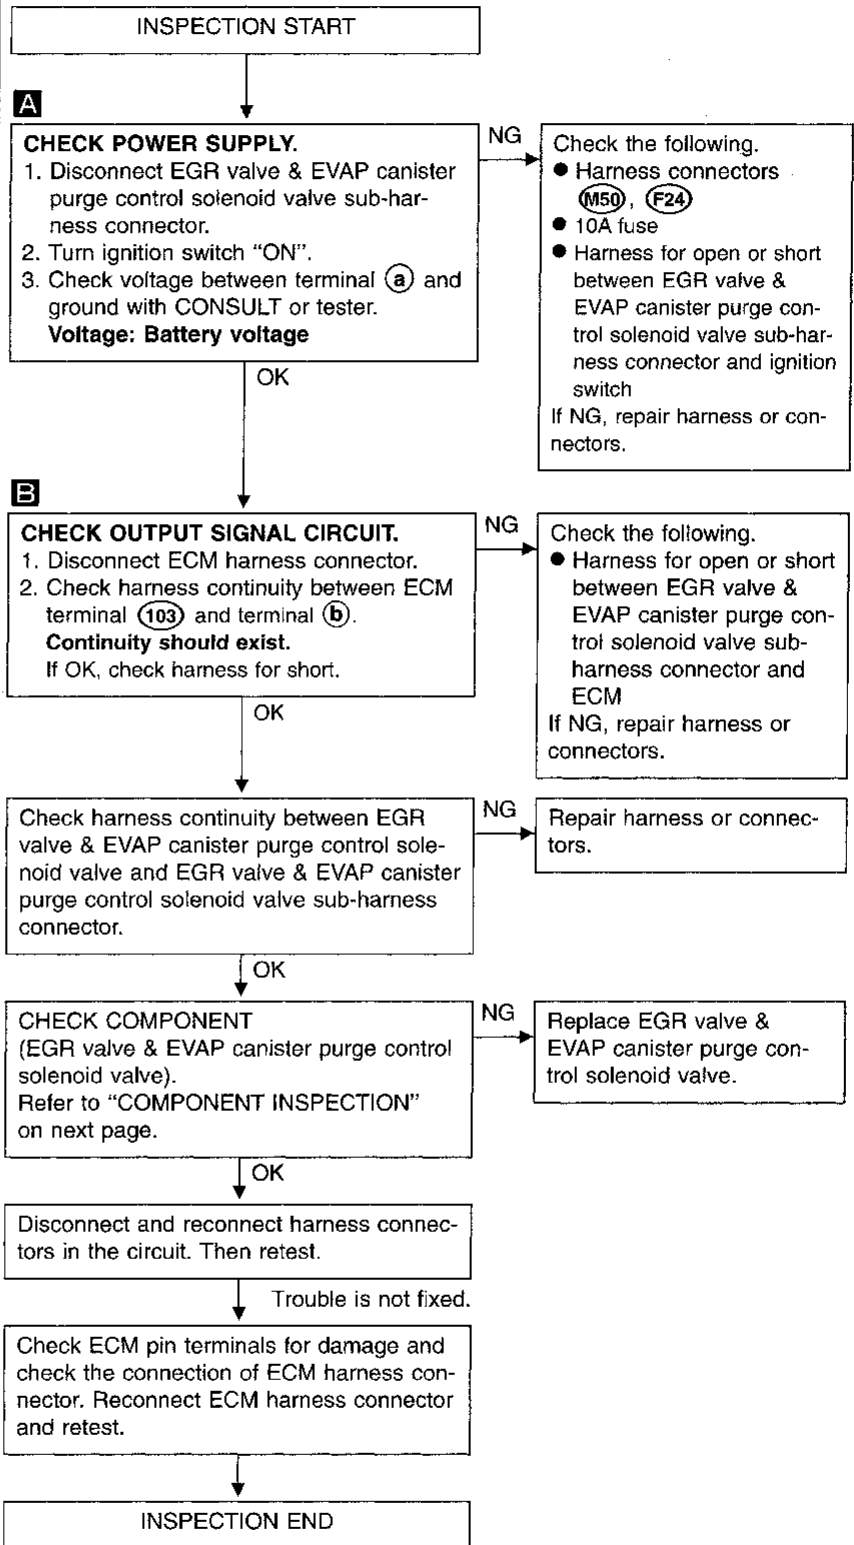 INSPECTION START
A
CHECK POWER SUPPLY.
1. Disconnect EGR valve & EVAP canister
purge control solenoid valve sub-har-
ness connector.
2. Turn ignition switch “ON”.
3. Check voltage between terminal ⓐ and
ground with CONSULT or tester.
Voltage: Battery voltage
NG
Check the following.
● Harness connectors
M50, F24
● 10A fuse
● Harness for open or short
between EGR valve &
EVAP canister purge con-
trol solenoid valve sub-har-
ness connector and ignition
switch
If NG, repair harness or con-
nectors.
OK
B
CHECK OUTPUT SIGNAL CIRCUIT.
1. Disconnect ECM harness connector.
2. Check harness continuity between ECM
terminal 103 and terminal ⓑ.
Continuity should exist.
If OK, check harness for short.
NG
Check the following.
● Harness for open or short
between EGR valve &
EVAP canister purge con-
trol solenoid valve sub-
harness connector and
ECM
If NG, repair harness or
connectors.
OK
Check harness continuity between EGR
valve & EVAP canister purge control sole-
noid valve and EGR valve & EVAP canister
purge control solenoid valve sub-harness
connector.
NG
Repair harness or connec-
tors.
OK
CHECK COMPONENT
(EGR valve & EVAP canister purge control
solenoid valve).
Refer to “COMPONENT INSPECTION”
on next page.
NG
Replace EGR valve &
EVAP canister purge con-
trol solenoid valve.
OK
Disconnect and reconnect harness connec-
tors in the circuit. Then retest.
Trouble is not fixed.
Check ECM pin terminals for damage and
check the connection of ECM harness con-
nector. Reconnect ECM harness connector
and retest.
INSPECTION END